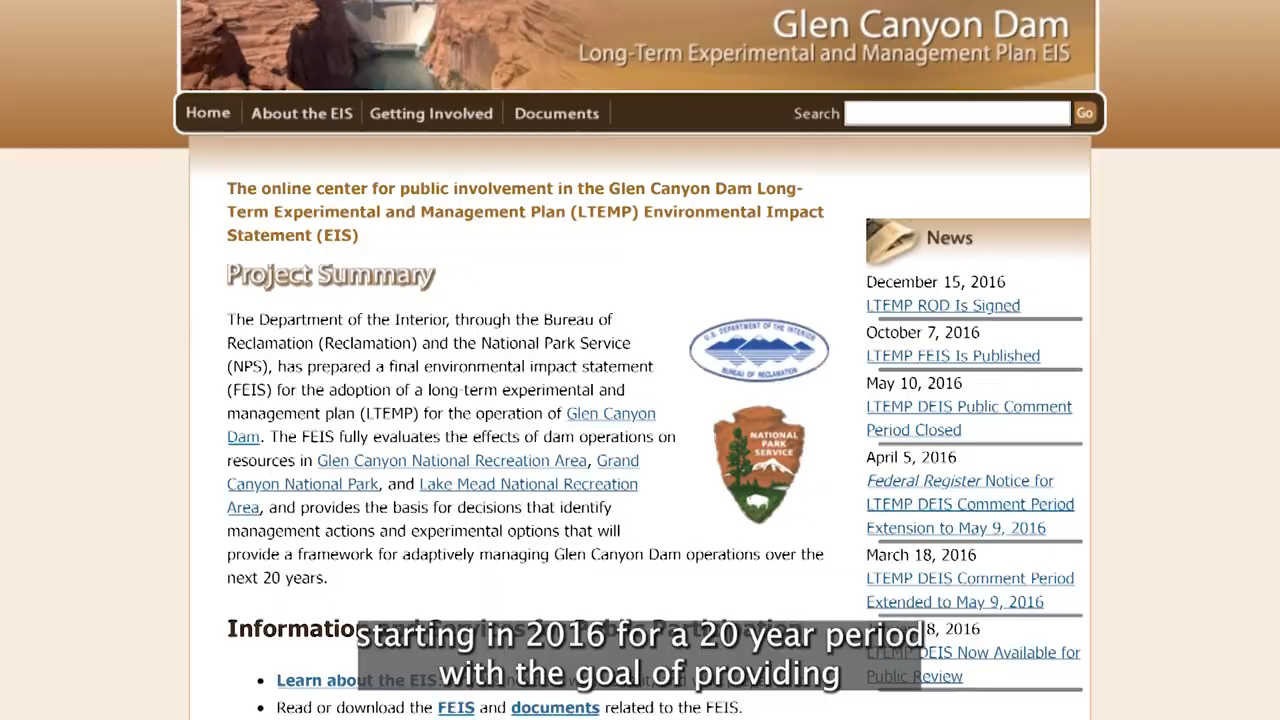 Glen Canyon Dam
Long-Term Experimental and Management Plan EIS
Home
About the EIS
Getting Involved
Documents
Search
Go
The online center for public involvement in the Glen Canyon Dam Long-
Term Experimental and Management Plan (LTEMP) Environmental Impact
Statement (EIS)
Project Summary
The Department of the Interior, through the Bureau of
Reclamation (Reclamation) and the National Park Service
(NPS), has prepared a final environmental impact statement
(FEIS) for the adoption of a long-term experimental and
management plan (LTEMP) for the operation of Glen Canyon
Dam. The FEIS fully evaluates the effects of dam operations on
resources in Glen Canyon National Recreation Area, Grand
Canyon National Park, and Lake Mead National Recreation
Area, and provides the basis for decisions that identify
management actions and experimental options that will
provide a framework for adaptively managing Glen Canyon Dam operations over the
next 20 years.
U.S. DEPARTMENT OF THE INTERIOR
BUREAU OF RECLAMATION
NATIONAL
PARK
SERVICE
Learn about the EIS
Read or download the FEIS and documents related to the FEIS.
News
December 15, 2016
LTEMP ROD Is Signed
October 7, 2016
LTEMP FEIS Is Published
May 10, 2016
LTEMP DEIS Public Comment
Period Closed
April 5, 2016
Federal Register Notice for
LTEMP DEIS Comment Period
Extension to May 9, 2016
March 18, 2016
LTEMP DEIS Comment Period
Extended to May 9, 2016
8, 2016
DEIS Now Available for
Public Review
starting in 2016 for a 20 year period
with the goal of providing